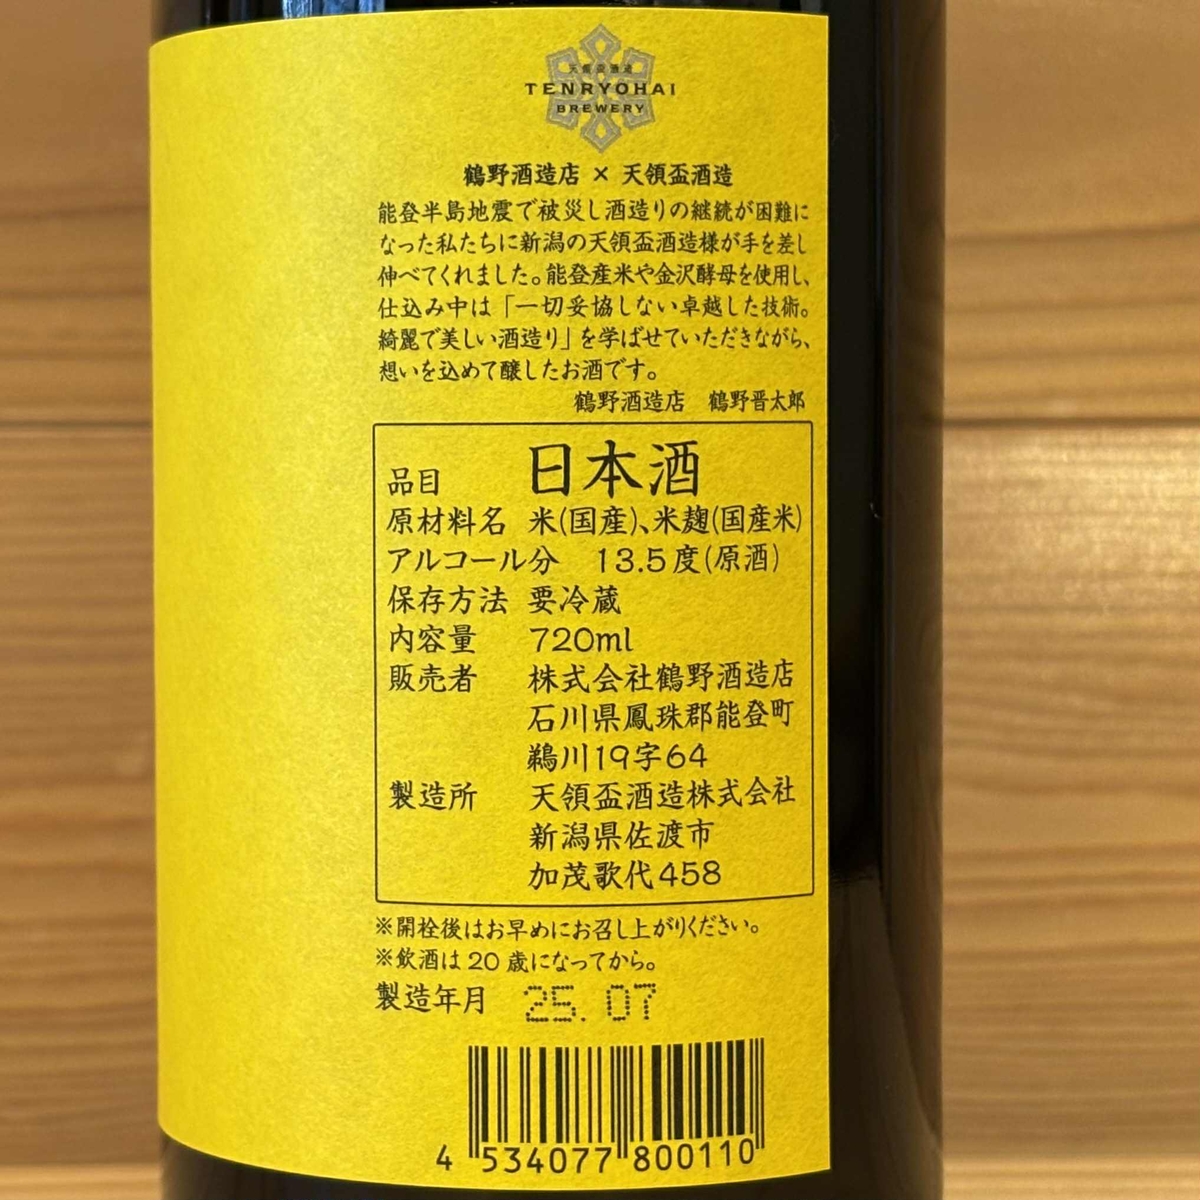 天領盃酒造
TENRYOHAI
BREWERY
鶴野酒造店 × 天領盃酒造
能登半島地震で被災し酒造りの継続が困難に
なった私たちに新潟の天領盃酒造様が手を差し
伸べてくれました。能登産米や金沢酵母を使用し、
仕込み中は「一切妥協しない卓越した技術。
綺麗で美しい酒造り」を学ばせていただきながら、
想いを込めて醸したお酒です。
鶴野酒造店 鶴野晋太郎
品目 日本酒
原材料名 米(国産)、米麹(国産米)
アルコール分 13.5度(原酒)
保存方法 要冷蔵
内容量 720ml
販売者 株式会社鶴野酒造店
石川県鳳珠郡能登町
鵜川19字64
製造所 天領盃酒造株式会社
新潟県佐渡市
加茂歌代458
※開栓後はお早めにお召し上がりください。
※飲酒は20歳になってから。
製造年月 25.07
4 534077 800110